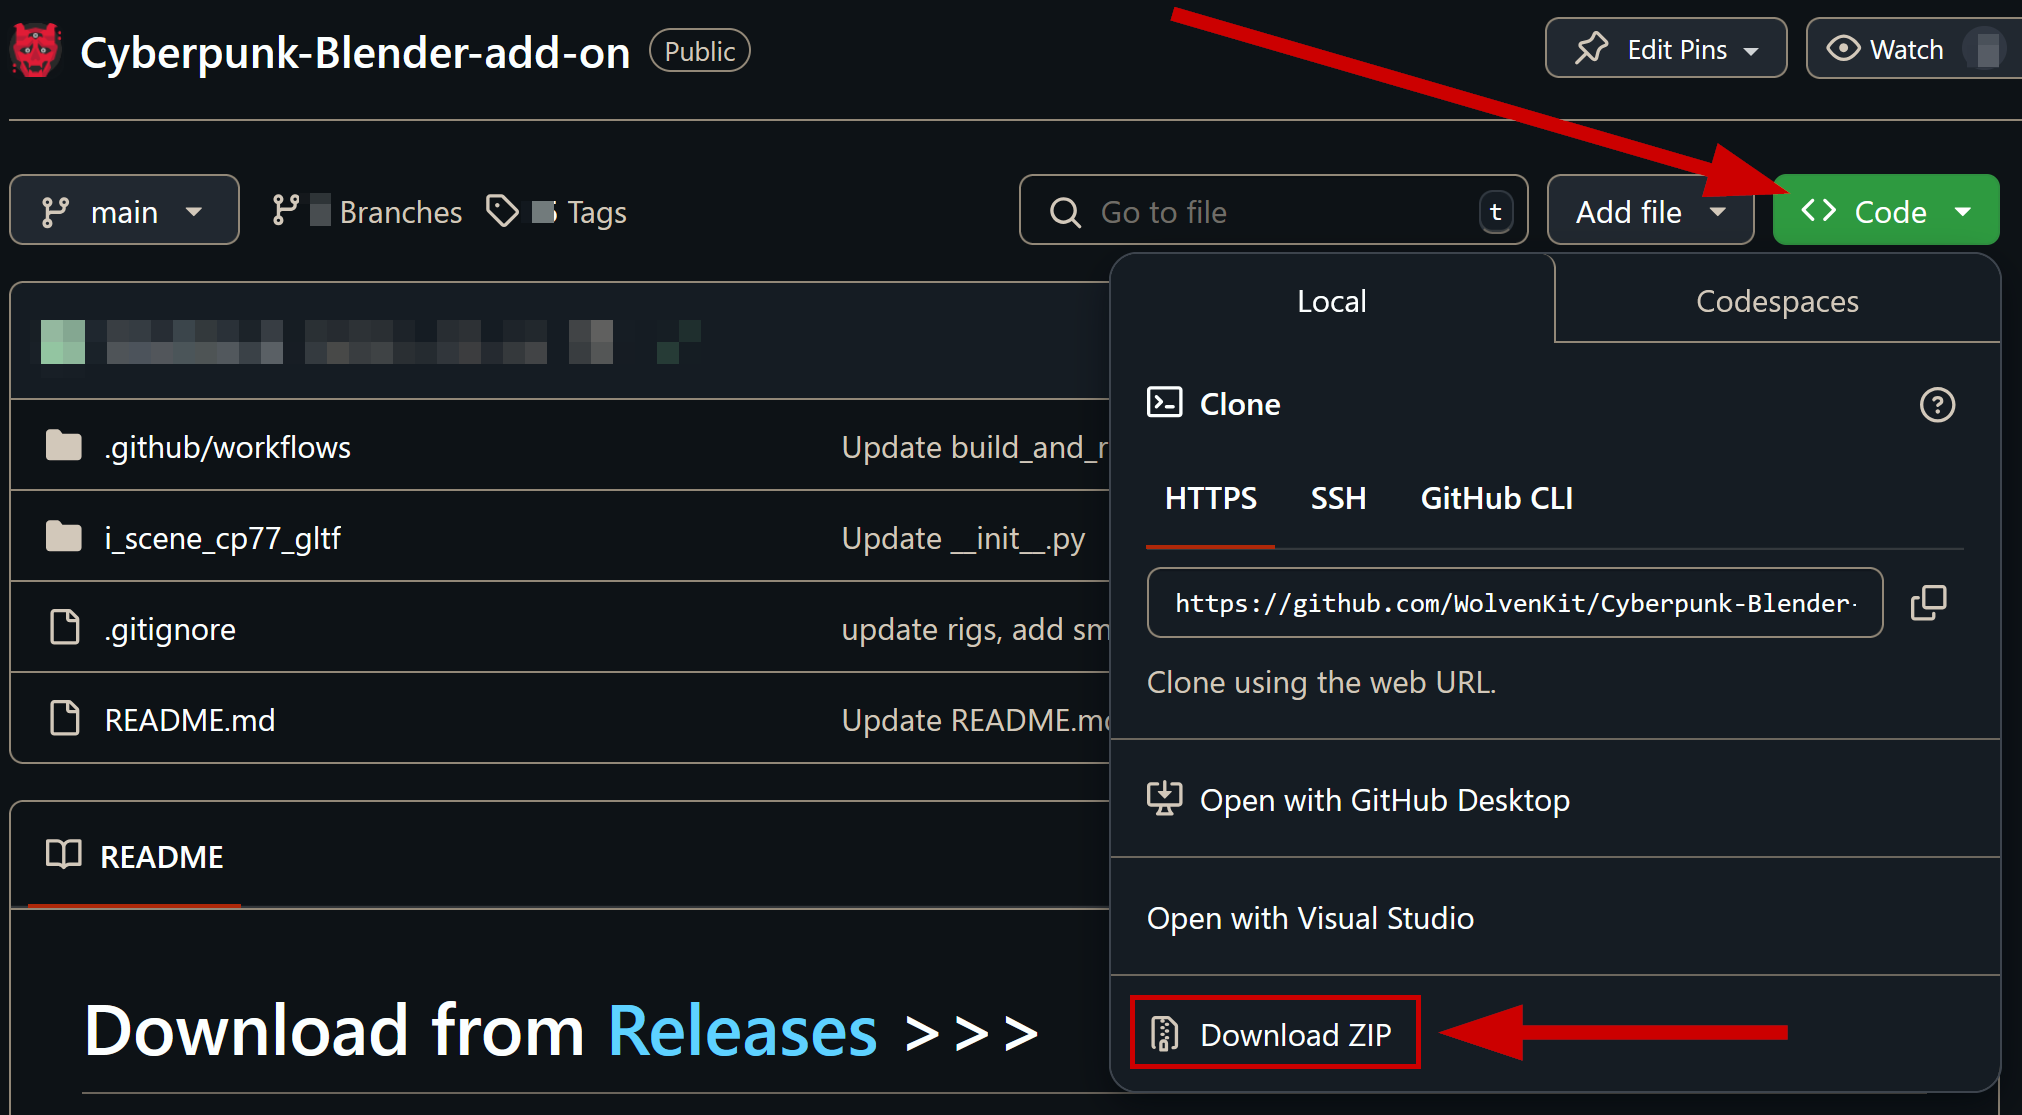 Cyberpunk-Blender-add-on Public Edit Pins Watch
main Branches Tags Go to file t Add file <> Code
Local Codespaces
Clone
.github/workflows Update build_and_r
HTTPS SSH GitHub CLI
i_scene_cp77_gltf Update __init__.py
https://github.com/WolvenKit/Cyberpunk-Blender-
.gitignore update rigs, add sm
Clone using the web URL.
README.md Update README.md
Open with GitHub Desktop
README
Open with Visual Studio
Download from Releases >>>
Download ZIP